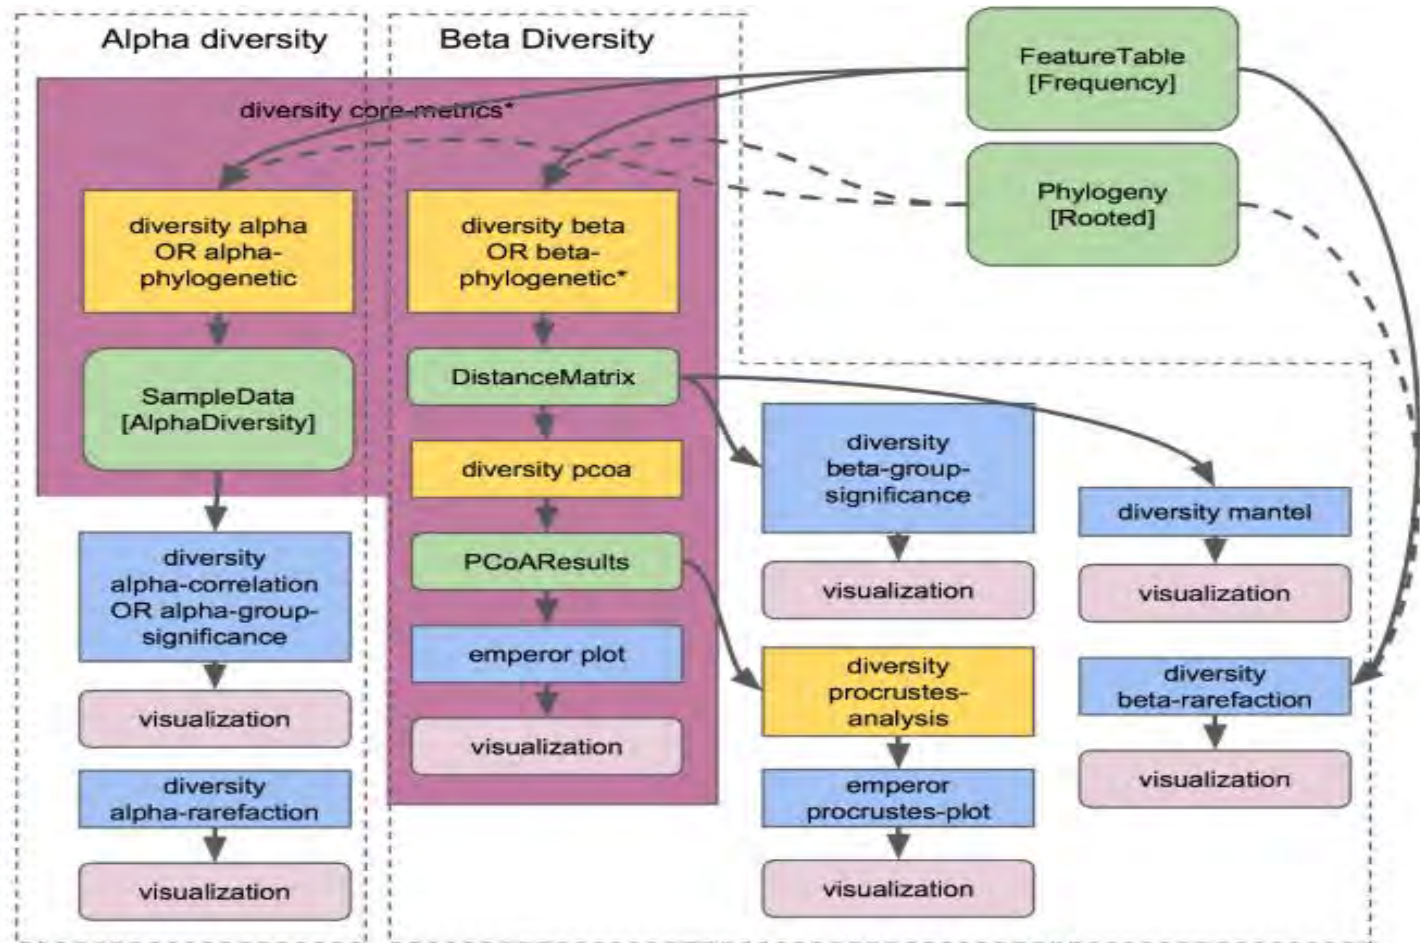 Alpha diversity
Beta Diversity
FeatureTable
[Frequency]
diversity core-metrics*
Phylogeny
[Rooted]
diversity alpha
OR alpha-
phylogenetic
diversity beta
OR beta-
phylogenetic*
SampleData
[AlphaDiversity]
DistanceMatrix
diversity pcoa
PCoAResults
emperor plot
visualization
diversity
alpha-correlation
OR alpha-group-
significance
visualization
diversity
alpha-rarefaction
visualization
diversity
beta-group-
significance
visualization
diversity
procrustes-
analysis
emperor
procrustes-plot
visualization
diversity mantel
visualization
diversity
beta-rarefaction
visualization